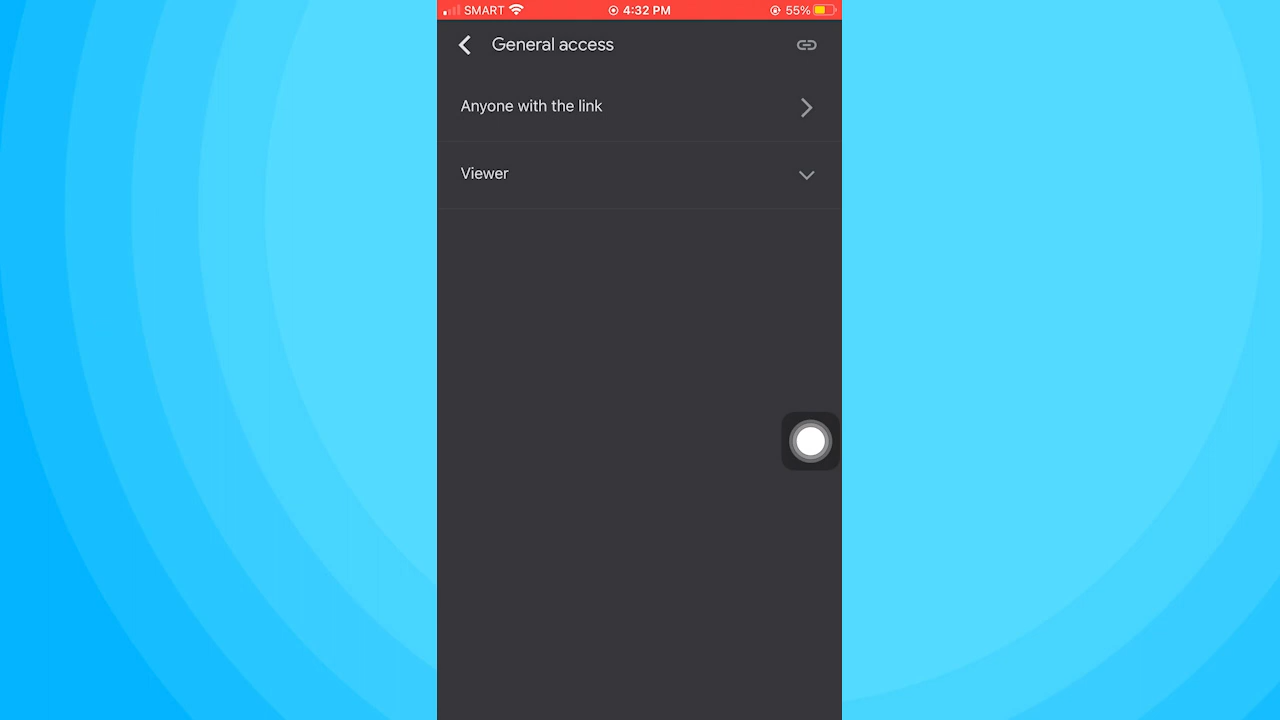 SMART 4:32 PM 55%
General access
Anyone with the link
Viewer